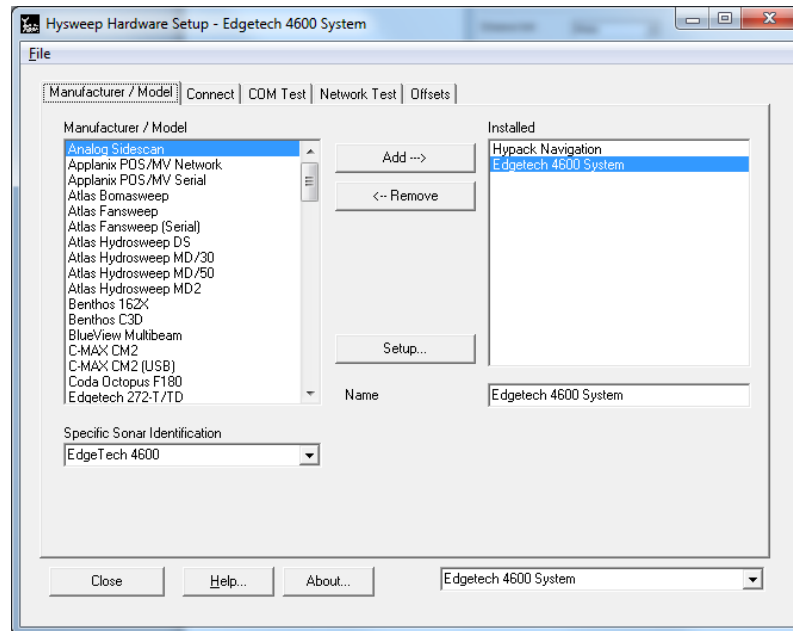 Hysweep Hardware Setup - Edgetech 4600 System
File
Manufacturer / Model
Connect
COM Test
Network Test
Offsets
Manufacturer / Model
Installed
Analog Sidescan
Applanix POS/MV Network
Applanix POS/MV Serial
Atlas Bomasweep
Atlas Fansweep
Atlas Fansweep (Serial)
Atlas Hydrosweep DS
Atlas Hydrosweep MD/30
Atlas Hydrosweep MD/50
Atlas Hydrosweep MD2
Benthos 162X
Benthos C3D
BlueView Multibeam
C-MAX CM2
C-MAX CM2 (USB)
Coda Octopus F180
Edgetech 272-T/TD
Add --->
<-- Remove
Setup...
Hypack Navigation
Edgetech 4600 System
Name
Edgetech 4600 System
Specific Sonar Identification
EdgeTech 4600
Close
Help...
About...
Edgetech 4600 System